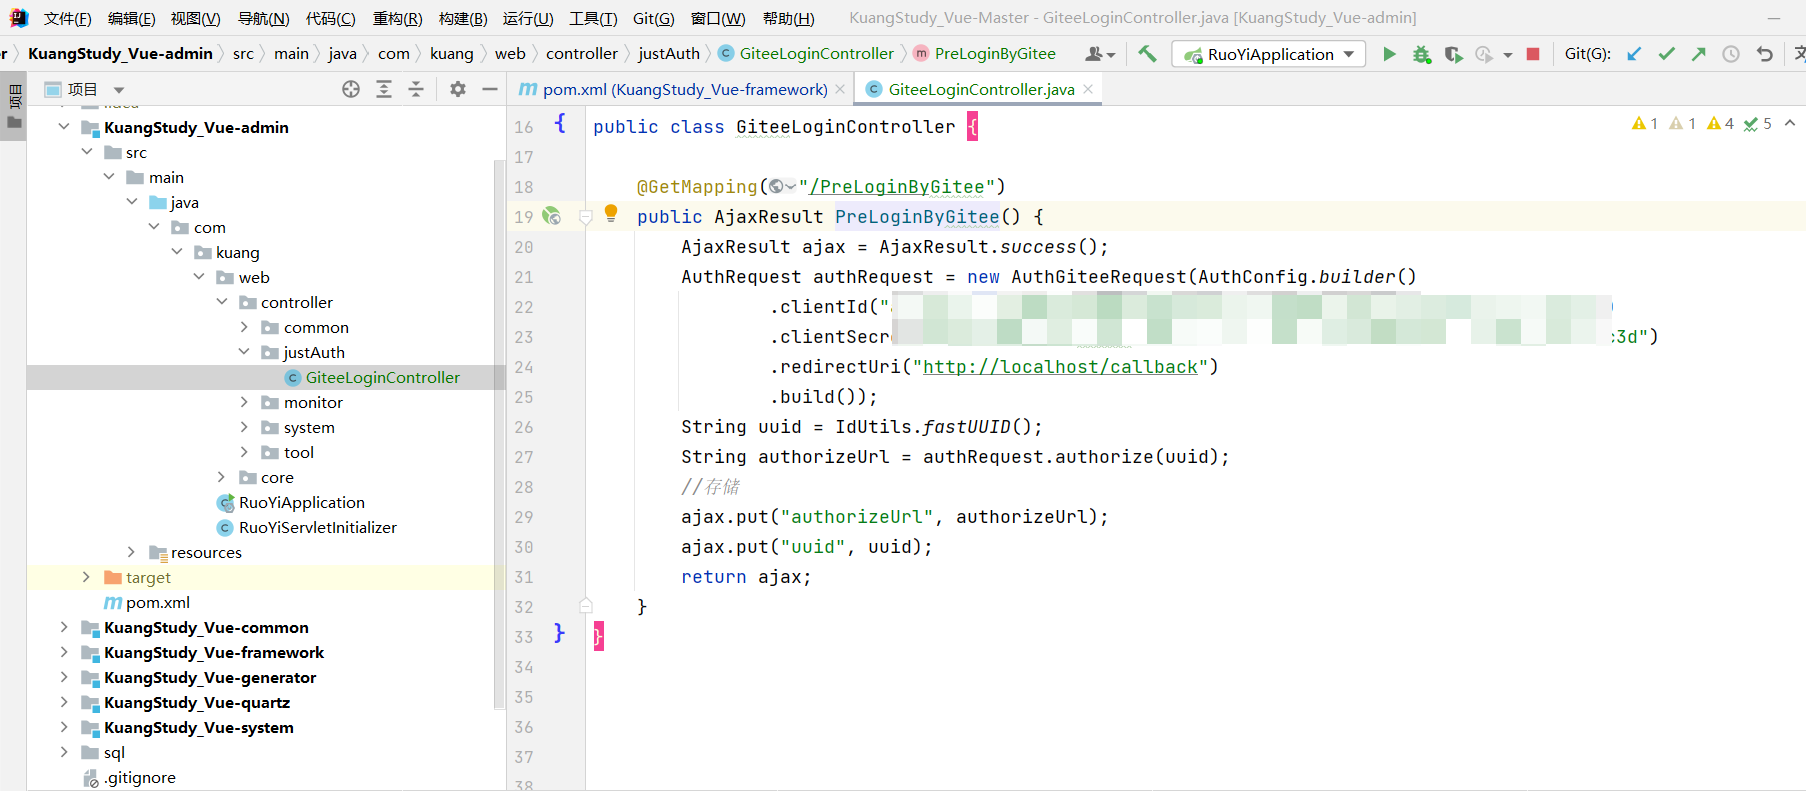 文件(F) 编辑(E) 视图(V) 导航(N) 代码(C) 重构(R) 构建(B) 运行(U) 工具(T) Git(G) 窗口(W) 帮助(H) KuangStudy_Vue-Master - GiteeLoginController.java [KuangStudy_Vue-admin]
r KuangStudy_Vue-admin src main java com kuang web controller justAuth GiteeLoginController PreLoginByGitee RuoYiApplication Git(G):
项目
项目
pom.xml (KuangStudy_Vue-framework) GiteeLoginController.java
KuangStudy_Vue-admin
src
main
java
com
kuang
web
controller
common
justAuth
GiteeLoginController
monitor
system
tool
core
RuoYiApplication
RuoYiServletInitializer
resources
target
pom.xml
KuangStudy_Vue-common
KuangStudy_Vue-framework
KuangStudy_Vue-generator
KuangStudy_Vue-quartz
KuangStudy_Vue-system
sql
.gitignore
1 1 4 5
16 public class GiteeLoginController {
17
18 @GetMapping("/PreLoginByGitee")
19 public AjaxResult PreLoginByGitee() {
20 AjaxResult ajax = AjaxResult.success();
21 AuthRequest authRequest = new AuthGiteeRequest(AuthConfig.builder()
22 .clientId("
23 .clientSecr c3d")
24 .redirectUri("http://localhost/callback")
25 .build());
26 String uuid = IdUtils.fastUUID();
27 String authorizeUrl = authRequest.authorize(uuid);
28 //存储
29 ajax.put("authorizeUrl", authorizeUrl);
30 ajax.put("uuid", uuid);
31 return ajax;
32 }
33 }
34
35
36
37
38